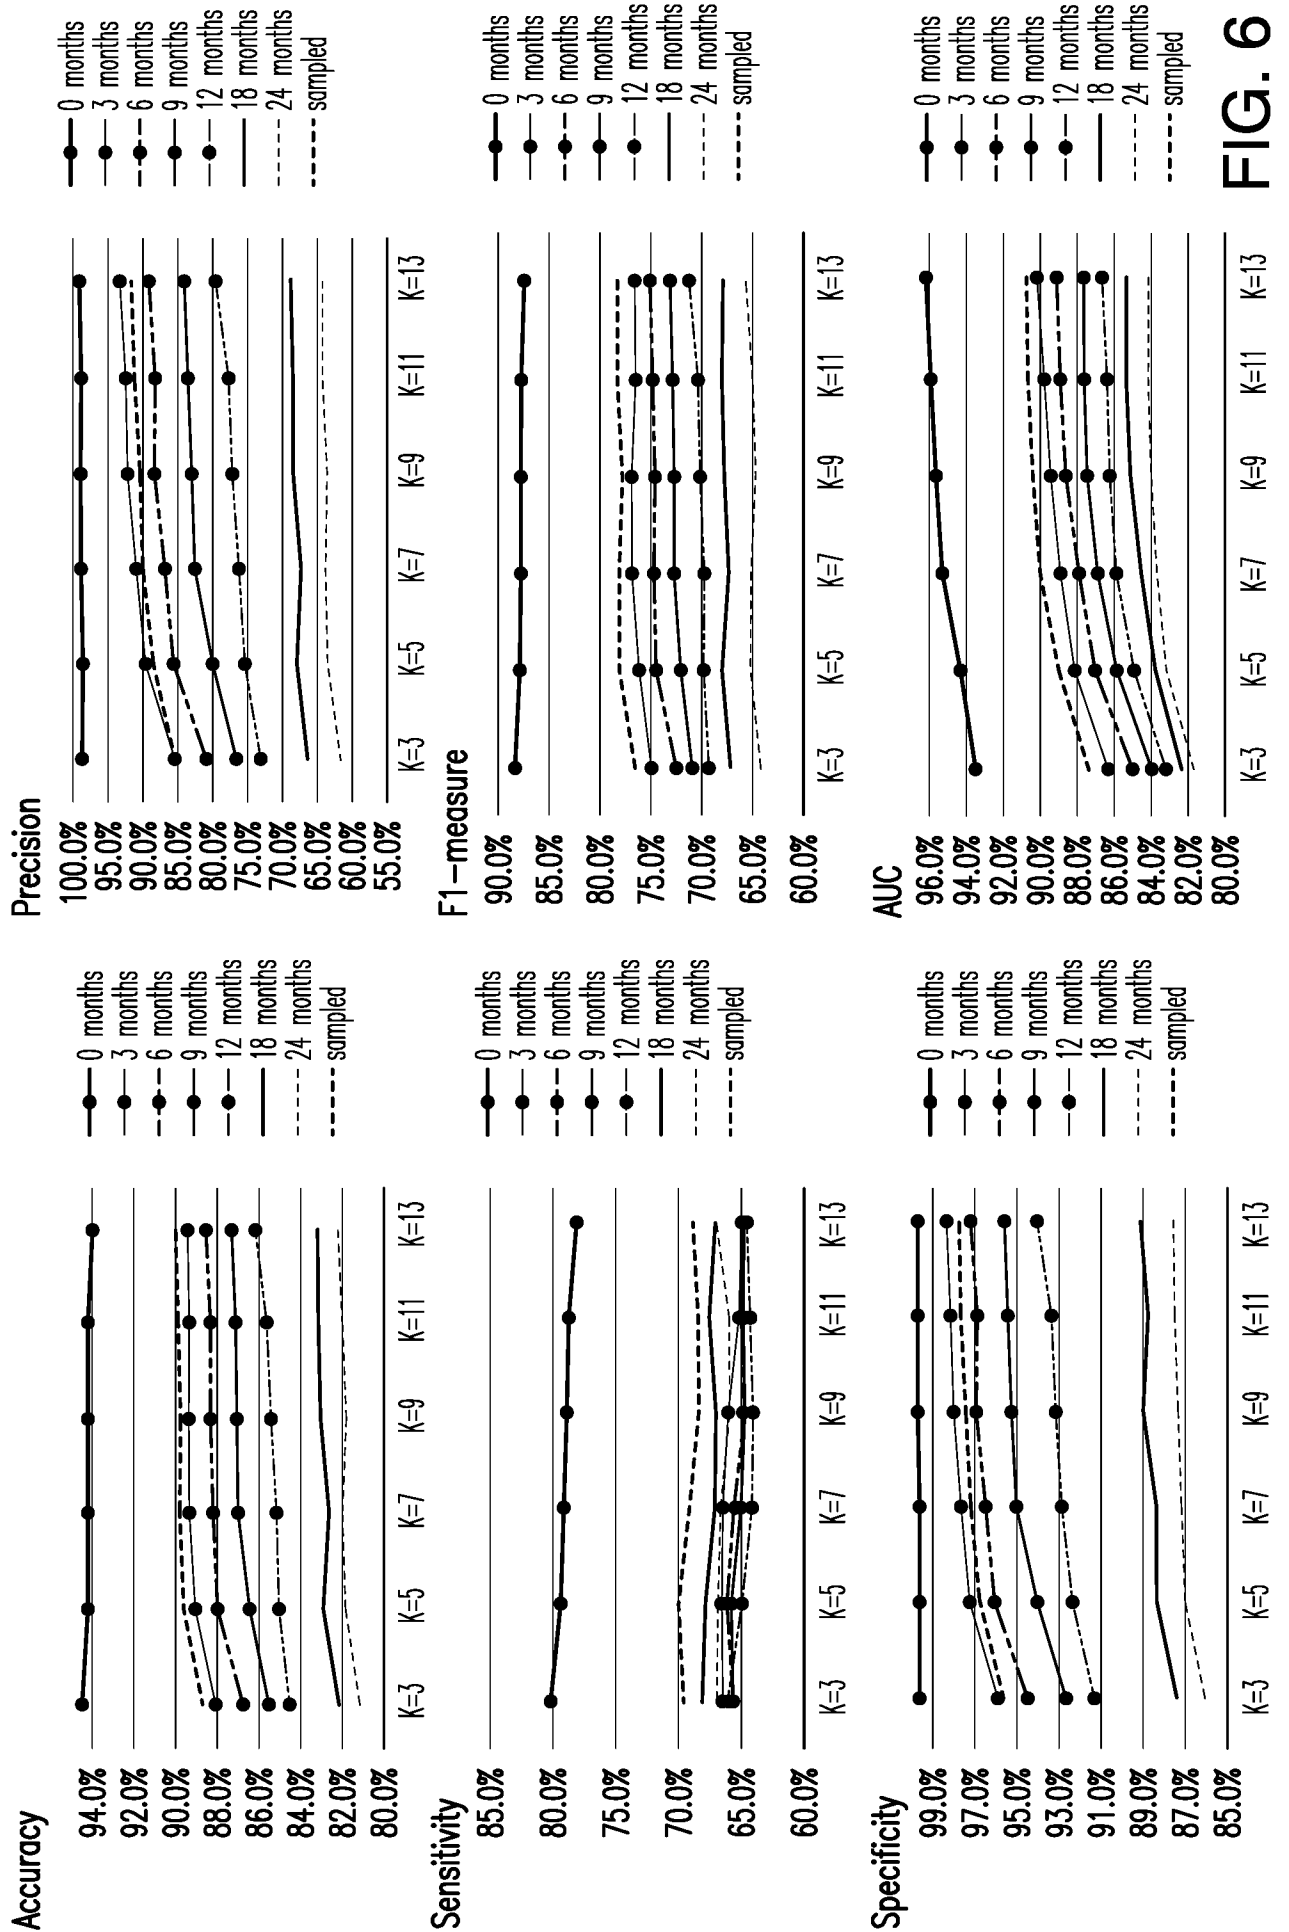 Accuracy
94.0%
92.0%
90.0%
88.0%
86.0%
84.0%
82.0%
80.0%
K=3 K=5 K=7 K=9 K=11 K=13
0 months
3 months
6 months
9 months
12 months
18 months
24 months
sampled
Precision
100.0%
95.0%
90.0%
85.0%
80.0%
75.0%
70.0%
65.0%
60.0%
55.0%
K=3 K=5 K=7 K=9 K=11 K=13
0 months
3 months
6 months
9 months
12 months
18 months
24 months
sampled
Sensitivity
85.0%
80.0%
75.0%
70.0%
65.0%
60.0%
K=3 K=5 K=7 K=9 K=11 K=13
0 months
3 months
6 months
9 months
12 months
18 months
24 months
sampled
F1-measure
90.0%
85.0%
80.0%
75.0%
70.0%
65.0%
60.0%
K=3 K=5 K=7 K=9 K=11 K=13
0 months
3 months
6 months
9 months
12 months
18 months
24 months
sampled
Specificity
99.0%
97.0%
95.0%
93.0%
91.0%
89.0%
87.0%
85.0%
K=3 K=5 K=7 K=9 K=11 K=13
0 months
3 months
6 months
9 months
12 months
18 months
24 months
sampled
AUC
96.0%
94.0%
92.0%
90.0%
88.0%
86.0%
84.0%
82.0%
80.0%
K=3 K=5 K=7 K=9 K=11 K=13
0 months
3 months
6 months
9 months
12 months
18 months
24 months
sampled
FIG. 6